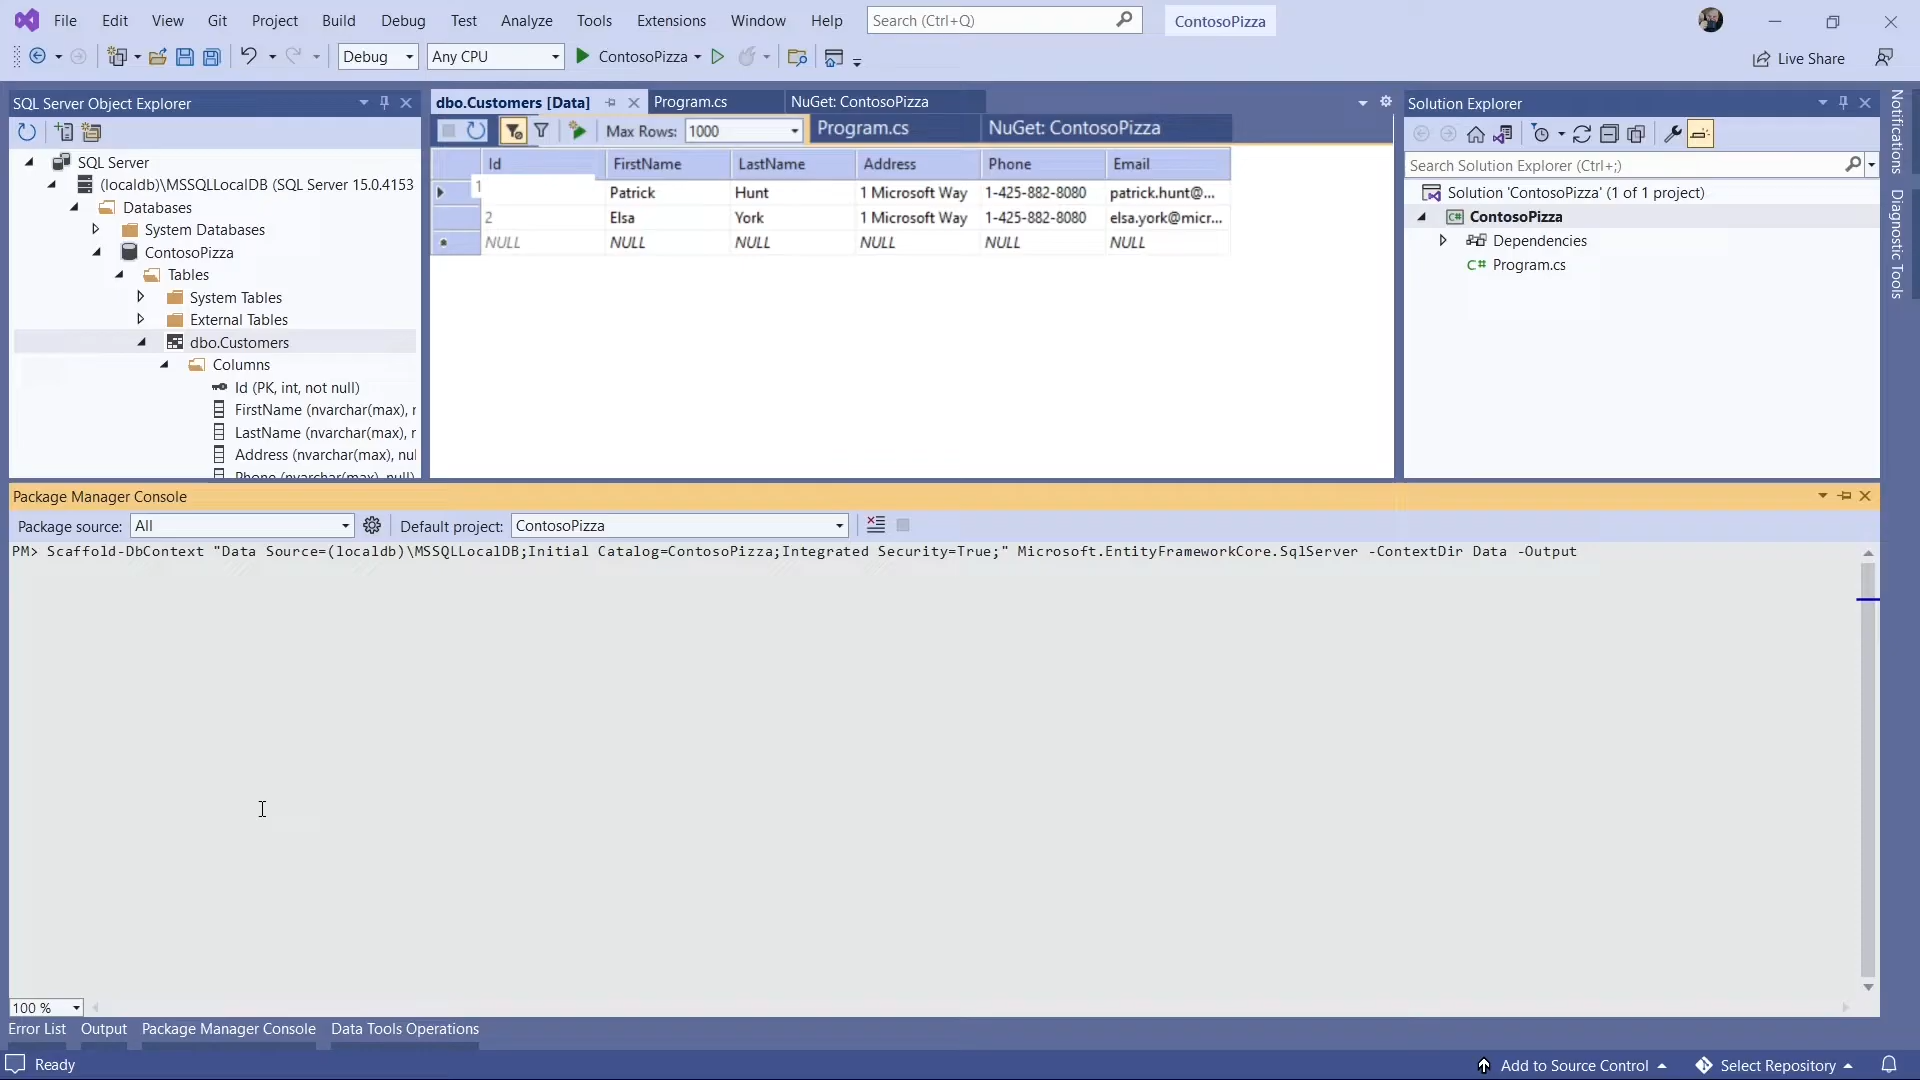 File Edit View Git Project Build Debug Test Analyze Tools Extensions Window Help Search (Ctrl+Q) ContosoPizza
Debug Any CPU ContosoPizza Live Share
SQL Server Object Explorer
SQL Server
(localdb)\MSSQLLocalDB (SQL Server 15.0.4153
Databases
System Databases
ContosoPizza
Tables
System Tables
External Tables
dbo.Customers
Columns
Id (PK, int, not null)
FirstName (nvarchar(max), r
LastName (nvarchar(max), r
Address (nvarchar(max), nul
Phone (nvarchar(max), null)
dbo.Customers [Data] Program.cs NuGet: ContosoPizza
Max Rows: 1000 Program.cs NuGet: ContosoPizza
Id FirstName LastName Address Phone Email
1 Patrick Hunt 1 Microsoft Way 1-425-882-8080 patrick.hunt@...
2 Elsa York 1 Microsoft Way 1-425-882-8080 elsa.york@micr...
NULL NULL NULL NULL NULL NULL
Solution Explorer
Search Solution Explorer (Ctrl+;)
Solution 'ContosoPizza' (1 of 1 project)
C# ContosoPizza
Dependencies
C# Program.cs
Notifications
Diagnostic Tools
Package Manager Console
Package source: All Default project: ContosoPizza
PM> Scaffold-DbContext "Data Source=(localdb)\MSSQLLocalDB;Initial Catalog=ContosoPizza;Integrated Security=True;" Microsoft.EntityFrameworkCore.SqlServer -ContextDir Data -Output
100 %
Error List Output Package Manager Console Data Tools Operations
Ready Add to Source Control Select Repository